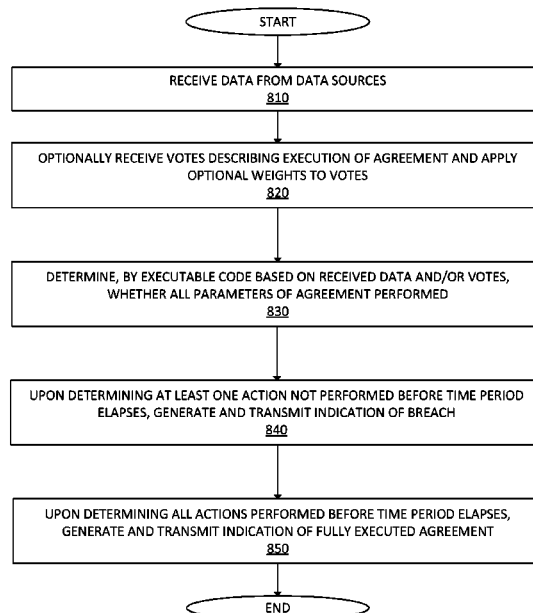 START
RECEIVE DATA FROM DATA SOURCES
810
OPTIONALLY RECEIVE VOTES DESCRIBING EXECUTION OF AGREEMENT AND APPLY
OPTIONAL WEIGHTS TO VOTES
820
DETERMINE, BY EXECUTABLE CODE BASED ON RECEIVED DATA AND/OR VOTES,
WHETHER ALL PARAMETERS OF AGREEMENT PERFORMED
830
UPON DETERMINING AT LEAST ONE ACTION NOT PERFORMED BEFORE TIME PERIOD
ELAPSES, GENERATE AND TRANSMIT INDICATION OF BREACH
840
UPON DETERMINING ALL ACTIONS PERFORMED BEFORE TIME PERIOD ELAPSES,
GENERATE AND TRANSMIT INDICATION OF FULLY EXECUTED AGREEMENT
850
END